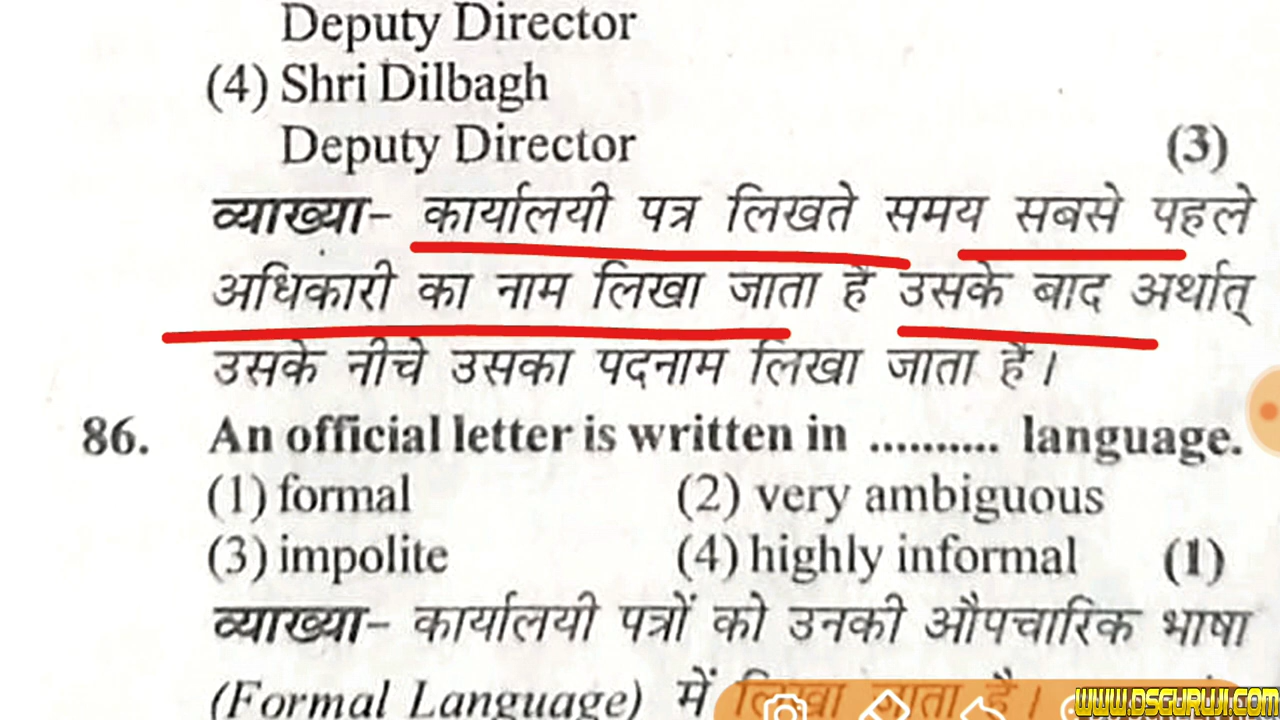 Deputy Director
(4) Shri Dilbagh
Deputy Director (3)
व्याख्या- कार्यालयी पत्र लिखते समय सबसे पहले
अधिकारी का नाम लिखा जाता है उसके बाद अर्थात्
उसके नीचे उसका पदनाम लिखा जाता है।
86. An official letter is written in .......... language.
(1) formal (2) very ambiguous
(3) impolite (4) highly informal (1)
व्याख्या- कार्यालयी पत्रों को उनकी औपचारिक भाषा
(Formal Language) में लिखा जाता है।
WWW.DSGURUJI.COM